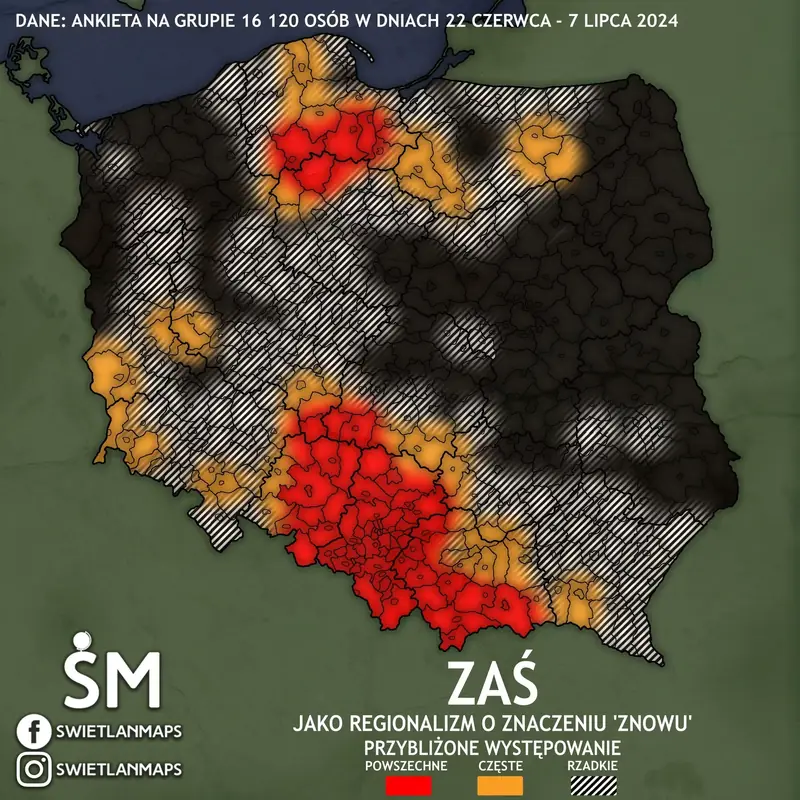 DANE: ANKIETA NA GRUPIE 16 120 OSÓB W DNIACH 22 CZERWCA - 7 LIPCA 2024
ŚM
SWIETLANMAPS
SWIETLANMAPS
ZAŚ
JAKO REGIONALIZM O ZNACZENIU 'ZNOWU'
PRZYBLIŻONE WYSTĘPOWANIE
POWSZECHNE CZĘSTE RZADKIE